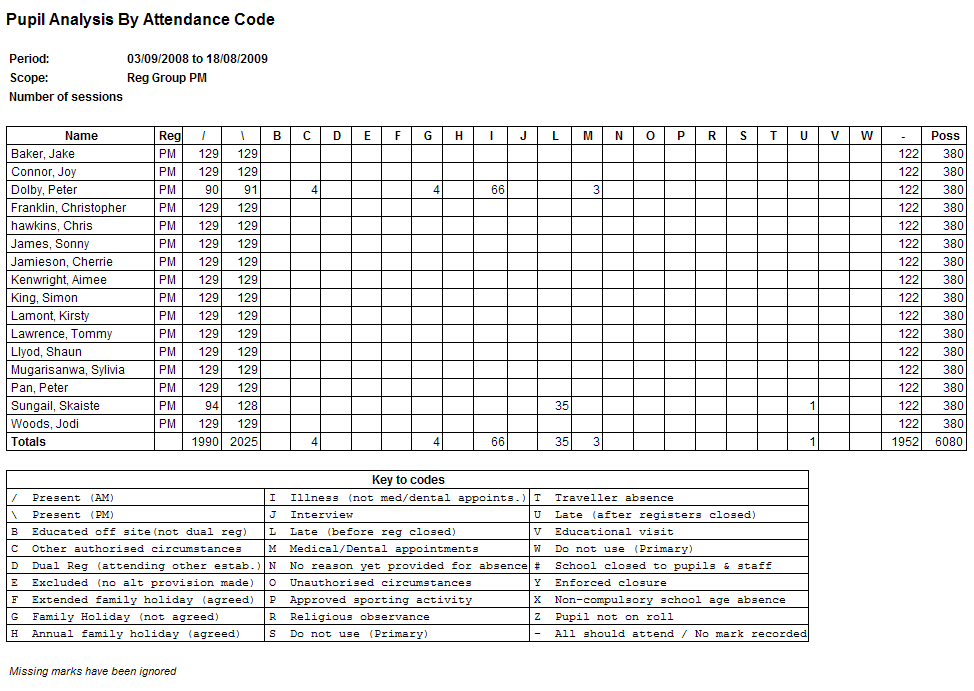 Pupil Analysis By Attendance Code
Period: 03/09/2008 to 18/08/2009
Scope: Reg Group PM
Number of sessions
Name Reg / \ B C D E F G H I J L M N O P R S T U V W - Poss
Baker, Jake PM 129 129 122 380
Connor, Joy PM 129 129 122 380
Dolby, Peter PM 90 91 4 4 66 3 122 380
Franklin, Christopher PM 129 129 122 380
hawkins, Chris PM 129 129 122 380
James, Sonny PM 129 129 122 380
Jamieson, Cherrie PM 129 129 122 380
Kenwright, Aimee PM 129 129 122 380
King, Simon PM 129 129 122 380
Lamont, Kirsty PM 129 129 122 380
Lawrence, Tommy PM 129 129 122 380
Llyod, Shaun PM 129 129 122 380
Mugarisanwa, Sylivia PM 129 129 122 380
Pan, Peter PM 129 129 122 380
Sungail, Skaiste PM 94 128 35 1 122 380
Woods, Jodi PM 129 129 122 380
Totals 1990 2025 4 4 66 35 3 1 1952 6080
Key to codes
/ Present (AM) I Illness (not med/dental appoints.) T Traveller absence
\ Present (PM) J Interview U Late (after registers closed)
B Educated off site(not dual reg) L Late (before reg closed) V Educational visit
C Other authorised circumstances M Medical/Dental appointments W Do not use (Primary)
D Dual Reg (attending other estab.) N No reason yet provided for absence # School closed to pupils & staff
E Excluded (no alt provision made) O Unauthorised circumstances Y Enforced closure
F Extended family holiday (agreed) P Approved sporting activity X Non-compulsory school age absence
G Family Holiday (not agreed) R Religious observance Z Pupil not on roll
H Annual family holiday (agreed) S Do not use (Primary) - All should attend / No mark recorded
Missing marks have been ignored